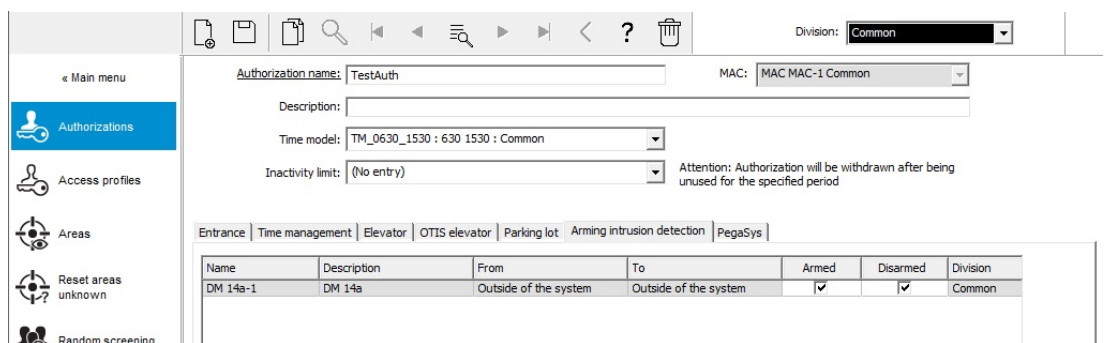 Division: Common
« Main menu
Authorization name: TestAuth MAC: MAC MAC-1 Common
Description:
Authorizations
Time model: TM_0630_1530 : 630 1530 : Common
Inactivity limit: (No entry) Attention: Authorization will be withdrawn after being
unused for the specified period
Access profiles
Areas
Entrance Time management Elevator OTIS elevator Parking lot Arming intrusion detection PegaSys
Name Description From To Armed Disarmed Division
DM 14a-1 DM 14a Outside of the system Outside of the system Common
Reset areas
unknown
Random screening